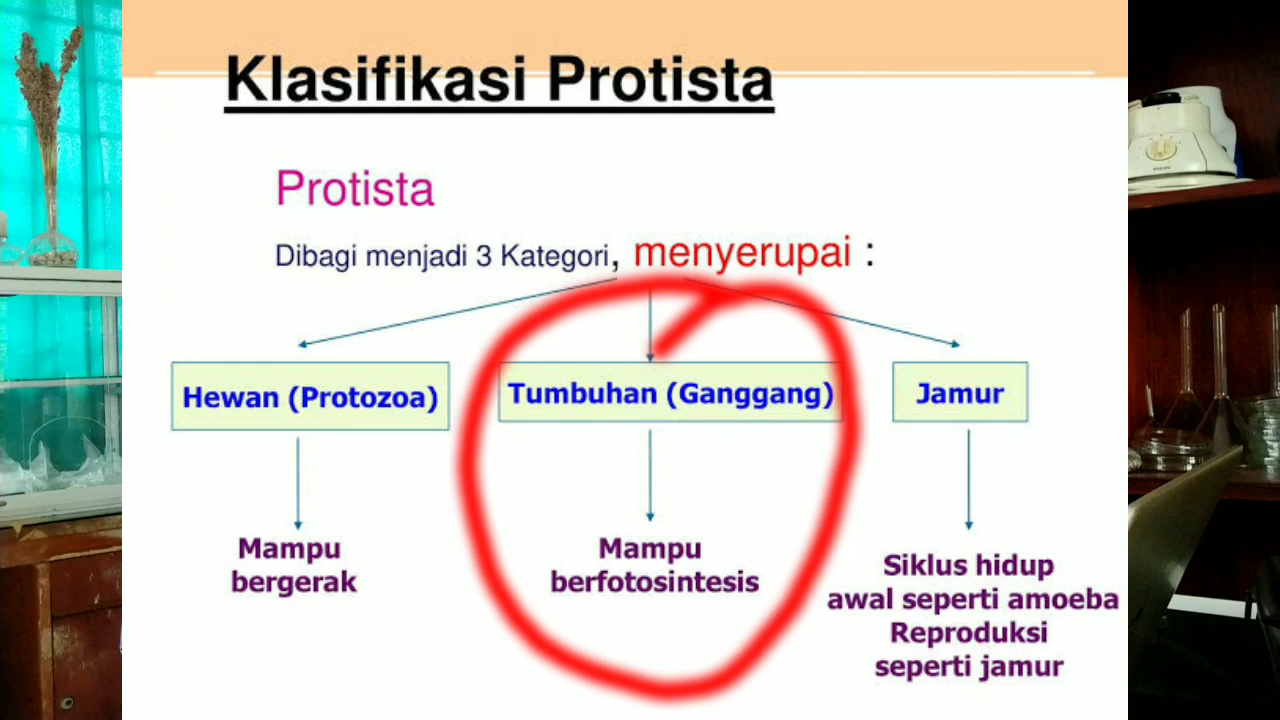 Klasifikasi Protista
Protista
Dibagi menjadi 3 Kategori, menyerupai :
Hewan (Protozoa)
Tumbuhan (Ganggang)
Jamur
Mampu
bergerak
Mampu
berfotosintesis
Siklus hidup
awal seperti amoeba
Reproduksi
seperti jamur